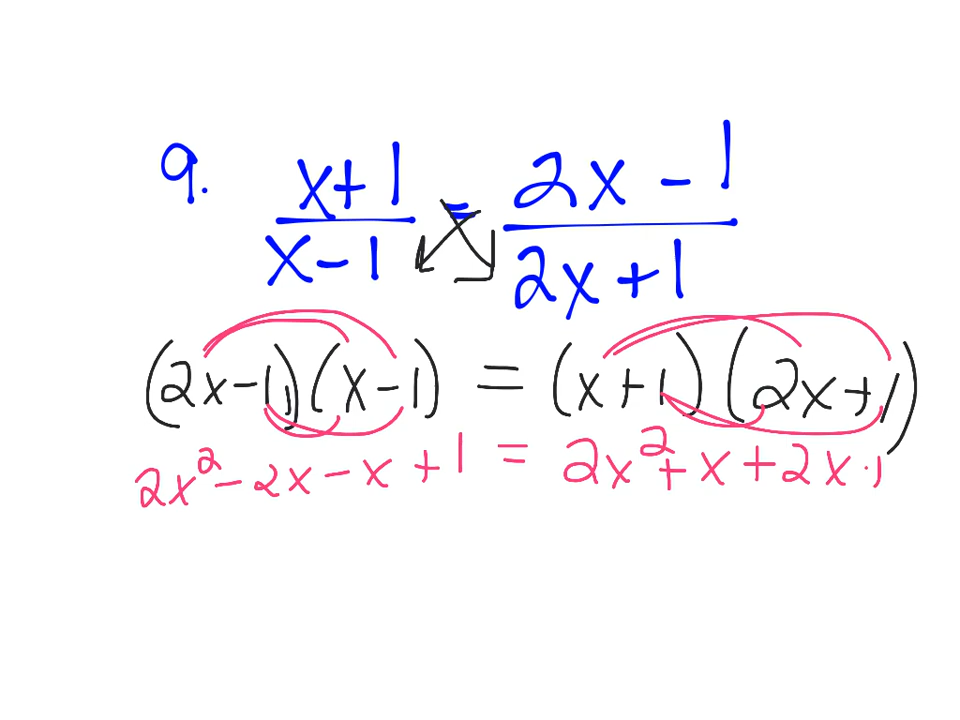 9. x+1/x-1 = 2x-1/2x+1
(2x-1)(x-1) = (x+1)(2x+1)
2x²-2x-x+1 = 2x²+x+2x·1